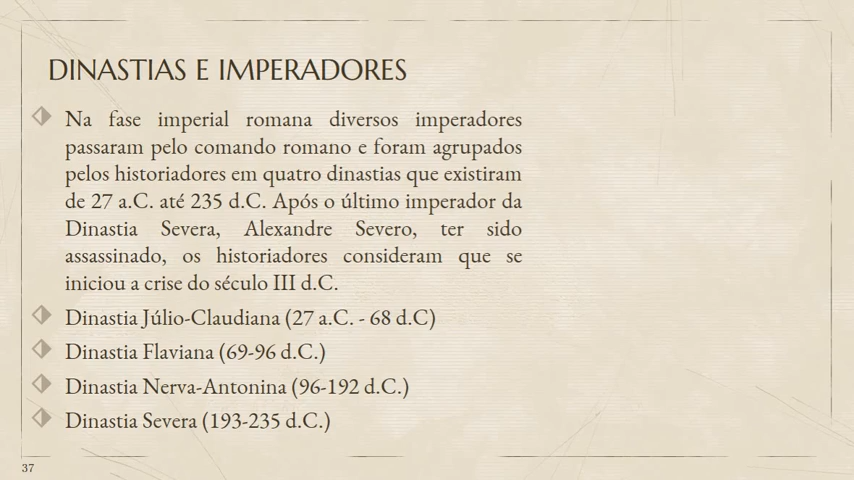 DINASTIAS E IMPERADORES
Na fase imperial romana diversos imperadores
passaram pelo comando romano e foram agrupados
pelos historiadores em quatro dinastias que existiram
de 27 a.C. até 235 d.C. Após o último imperador da
Dinastia Severa, Alexandre Severo, ter sido
assassinado, os historiadores consideram que se
iniciou a crise do século III d.C.
Dinastia Júlio-Claudiana (27 a.C. - 68 d.C)
Dinastia Flaviana (69-96 d.C.)
Dinastia Nerva-Antonina (96-192 d.C.)
Dinastia Severa (193-235 d.C.)
37